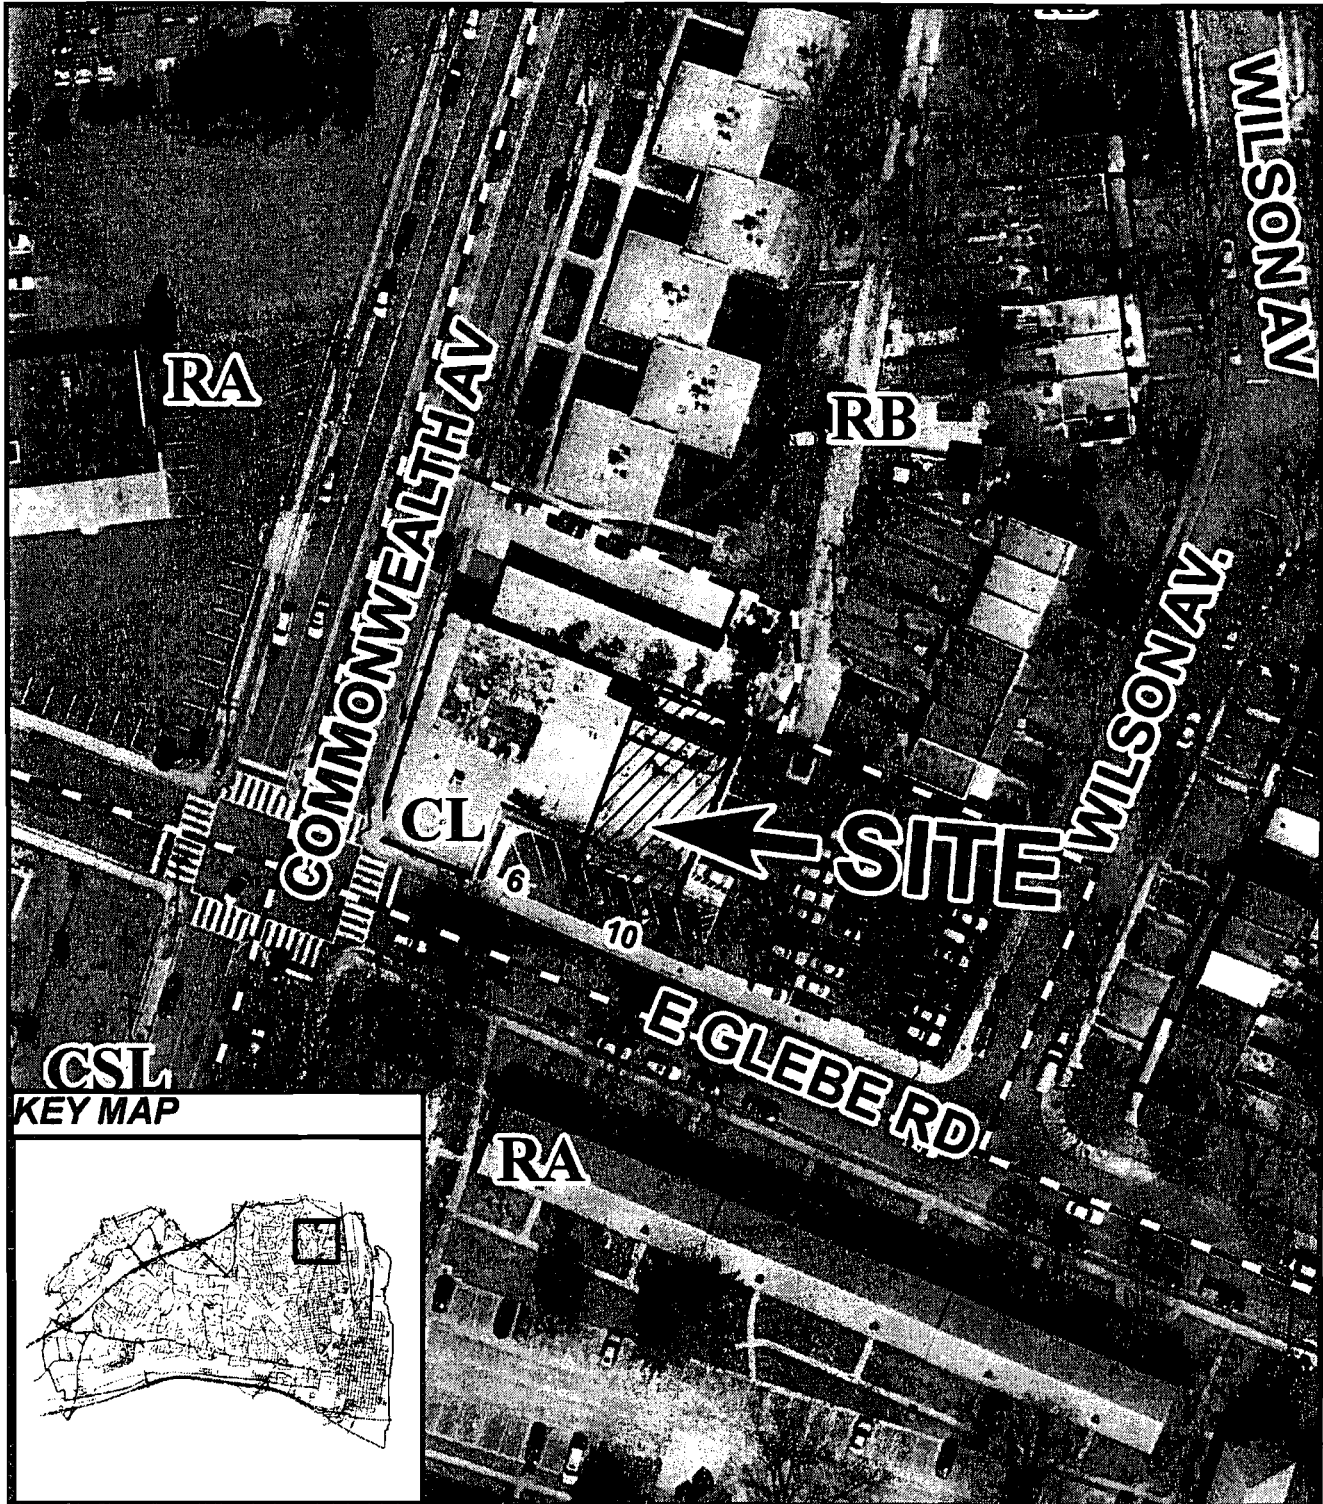 WILSON AV
RA
COMMONWEALTH AV
RB
WILSON AV.
CL
SITE
6
10
E GLEBE RD
CSL
KEY MAP
RA